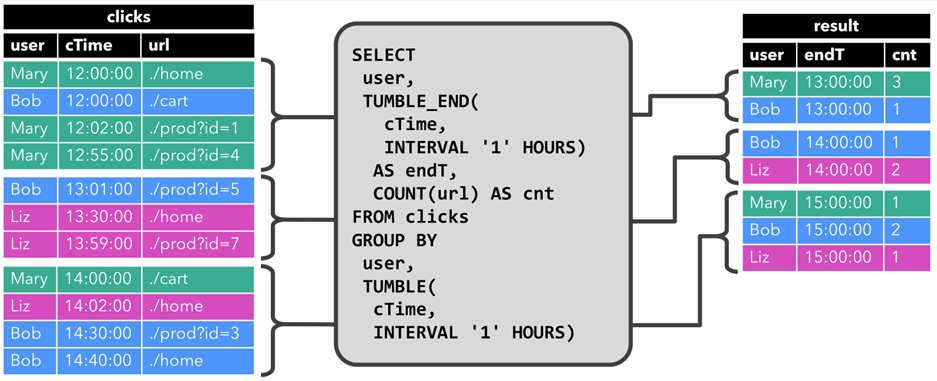 clicks
user cTime url
Mary 12:00:00 ./home
Bob 12:00:00 ./cart
Mary 12:02:00 ./prod?id=1
Mary 12:55:00 ./prod?id=4
Bob 13:01:00 ./prod?id=5
Liz 13:30:00 ./home
Liz 13:59:00 ./prod?id=7
Mary 14:00:00 ./cart
Liz 14:02:00 ./home
Bob 14:30:00 ./prod?id=3
Bob 14:40:00 ./home
SELECT
user,
TUMBLE_END(
cTime,
INTERVAL '1' HOURS)
AS endT,
COUNT(url) AS cnt
FROM clicks
GROUP BY
user,
TUMBLE(
cTime,
INTERVAL '1' HOURS)
result
user endT cnt
Mary 13:00:00 3
Bob 13:00:00 1
Bob 14:00:00 1
Liz 14:00:00 2
Mary 15:00:00 1
Bob 15:00:00 2
Liz 15:00:00 1